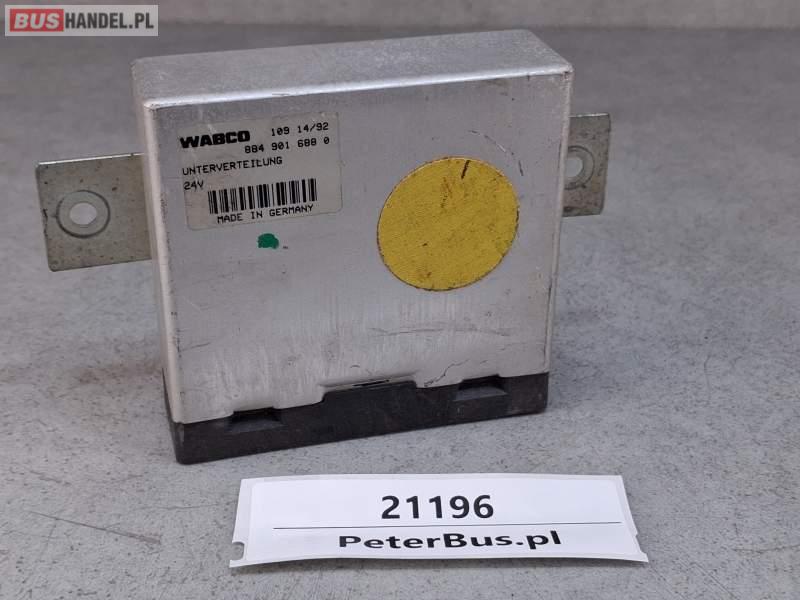 BUSHANDEL.PL
WABCO 109 14/92
884 901 688 0
UNTERVERTEILUNG
24V
MADE IN GERMANY
21196
PeterBus.pl